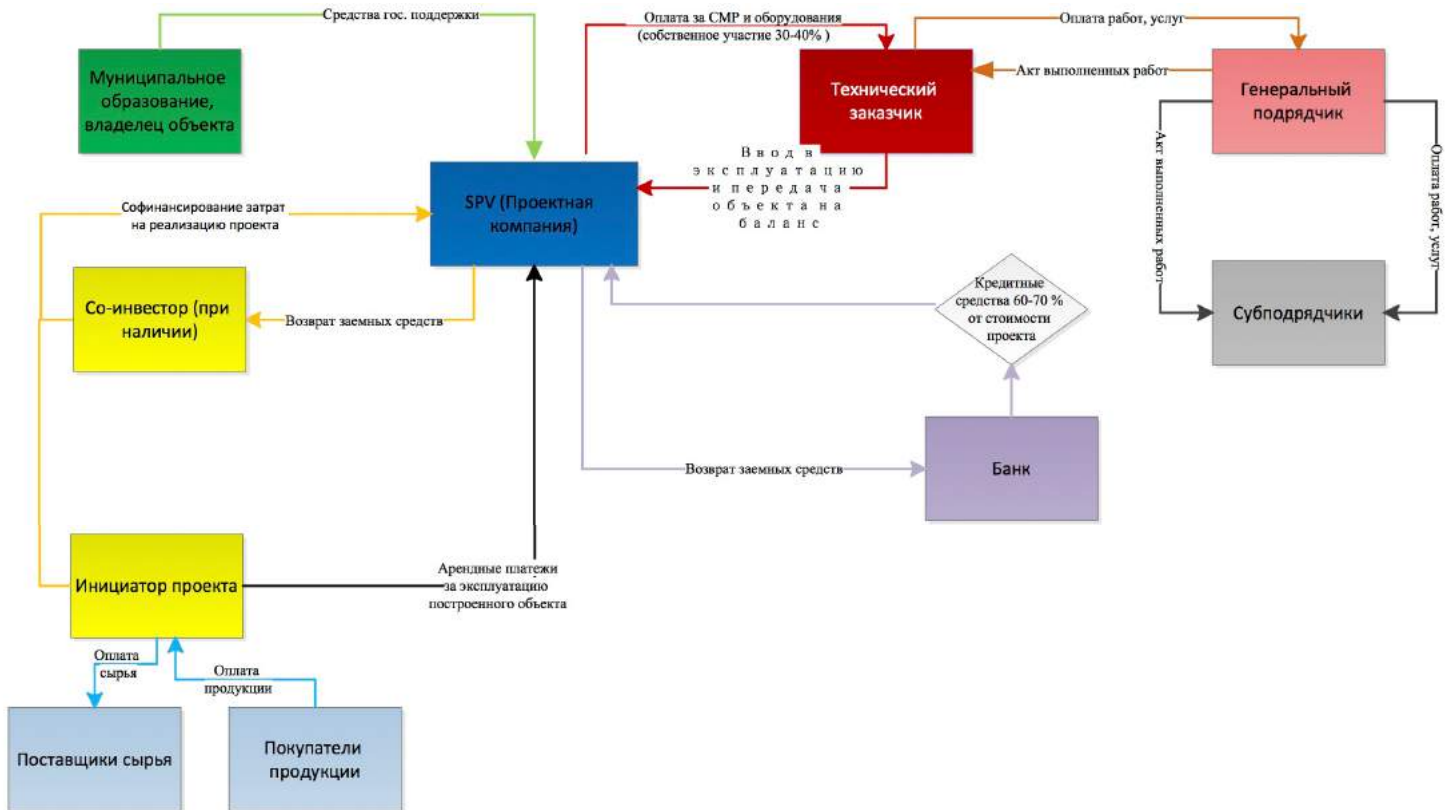 Средства гос. поддержки
Оплата за СМР и оборудования
(собственное участие 30-40% )
Оплата работ, услуг
Муниципальное
образование,
владелец объекта
Технический
заказчик
Акт выполненных работ
Генеральный
подрядчик
Ввод в
эксплуатацию
и передача
объекта на
баланс
Акт выполненных работ
Оплата работ, услуг
SPV (Проектная
компания)
Софинансирование затрат
на реализацию проекта
Со-инвестор (при
наличии)
Возврат заемных средств
Кредитные
средства 60-70 %
от стоимости
проекта
Субподрядчики
Возврат заемных средств
Банк
Инициатор проекта
Арендные платежи
за эксплуатацию
построенного объекта
Оплата
сырья
Оплата
продукции
Поставщики сырья
Покупатели
продукции